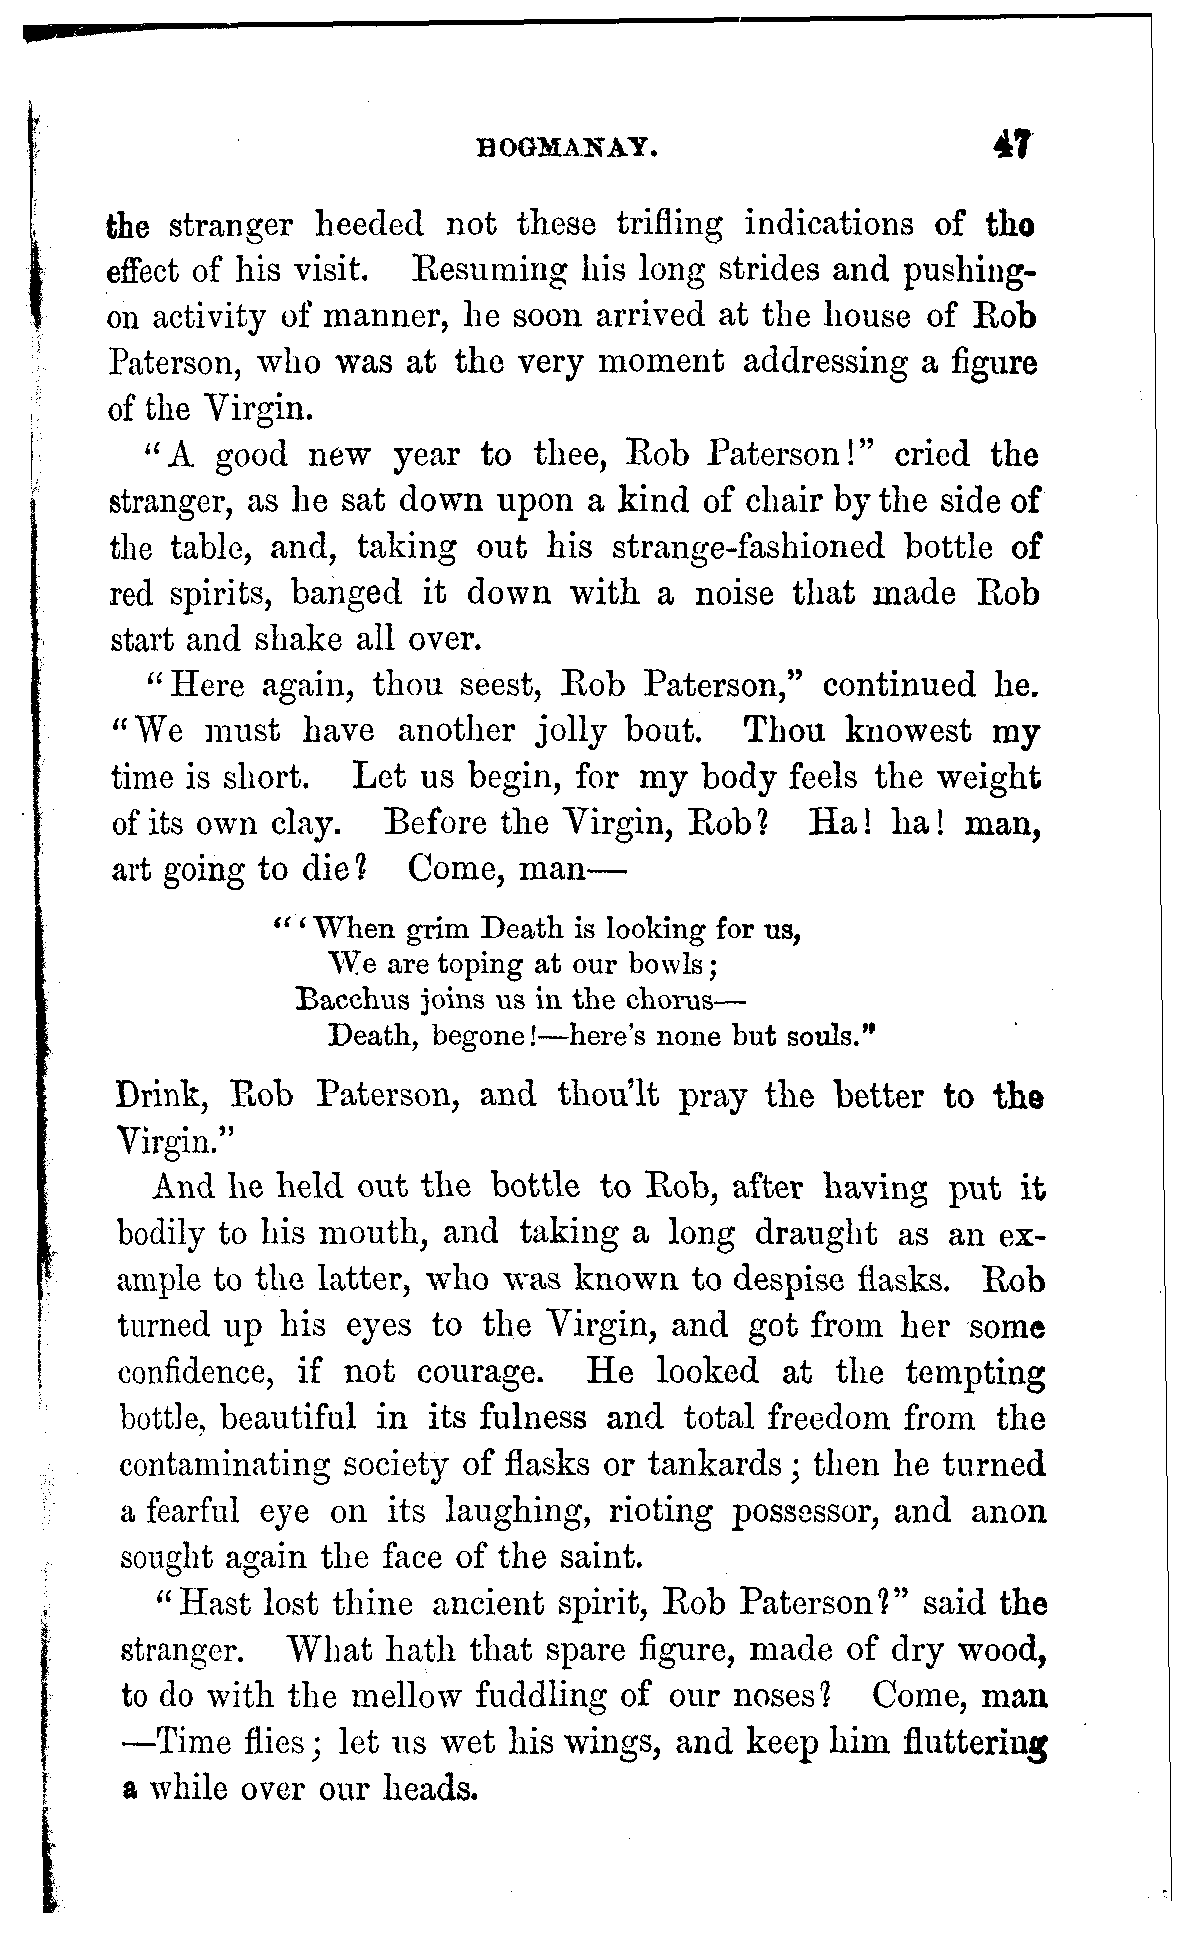 HOGMANAY. 47
the stranger heeded not these trifling indications of the
effect of his visit. Resuming his long strides and pushing-
on activity of manner, he soon arrived at the house of Rob
Paterson, who was at the very moment addressing a figure
of the Virgin.
"A good new year to thee, Rob Paterson!" cried the
stranger, as he sat down upon a kind of chair by the side of
the table, and, taking out his strange-fashioned bottle of
red spirits, banged it down with a noise that made Rob
start and shake all over.
"Here again, thou seest, Rob Paterson," continued he.
"We must have another jolly bout. Thou knowest my
time is short. Let us begin, for my body feels the weight
of its own clay. Before the Virgin, Rob? Ha! ha! man,
art going to die? Come, man—
"'When grim Death is looking for us,
We are toping at our bowls;
Bacchus joins us in the chorus—
Death, begone!—here's none but souls."
Drink, Rob Paterson, and thou'lt pray the better to the
Virgin."
And he held out the bottle to Rob, after having put it
bodily to his mouth, and taking a long draught as an ex-
ample to the latter, who was known to despise flasks. Rob
turned up his eyes to the Virgin, and got from her some
confidence, if not courage. He looked at the tempting
bottle, beautiful in its fulness and total freedom from the
contaminating society of flasks or tankards; then he turned
a fearful eye on its laughing, rioting possessor, and anon
sought again the face of the saint.
"Hast lost thine ancient spirit, Rob Paterson?" said the
stranger. What hath that spare figure, made of dry wood,
to do with the mellow fuddling of our noses? Come, man
—Time flies; let us wet his wings, and keep him fluttering
a while over our heads.